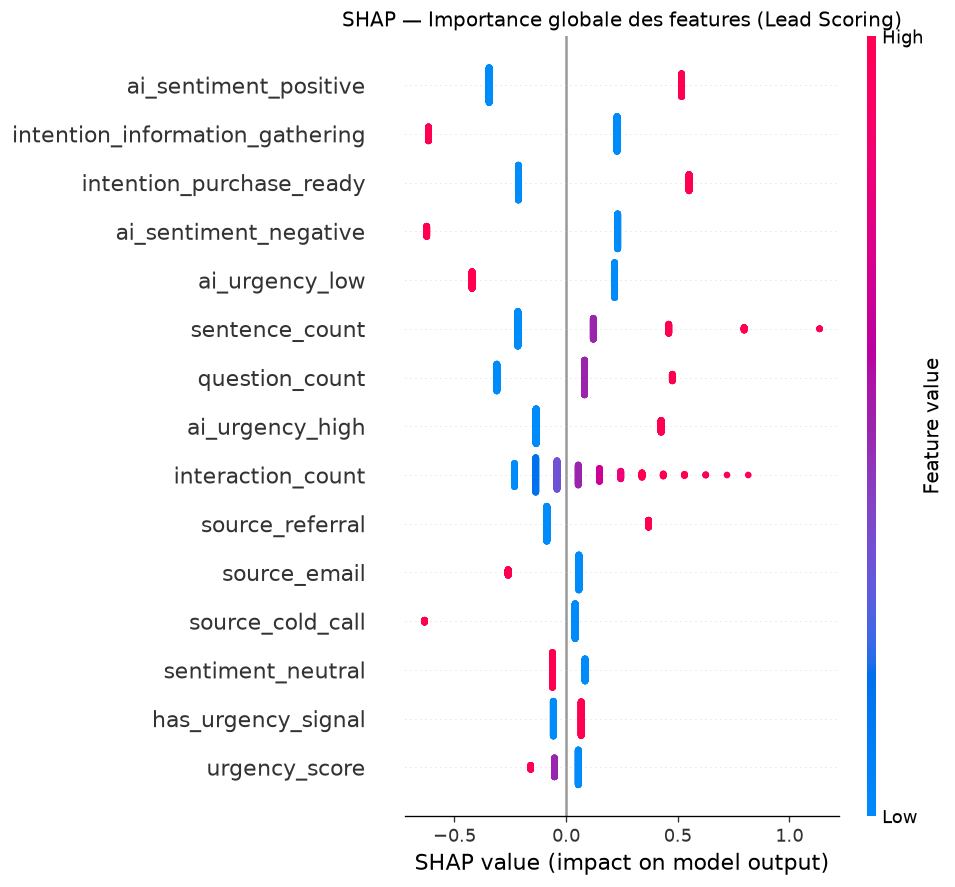 SHAP — Importance globale des features (Lead Scoring)
High
ai_sentiment_positive
intention_information_gathering
intention_purchase_ready
ai_sentiment_negative
ai_urgency_low
sentence_count
question_count
ai_urgency_high
interaction_count
source_referral
source_email
source_cold_call
sentiment_neutral
has_urgency_signal
urgency_score
Feature value
Low
−0.5 0.0 0.5 1.0
SHAP value (impact on model output)